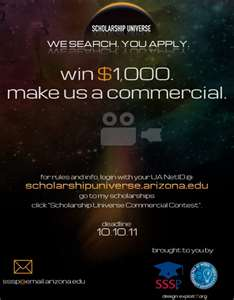 SCHOLARSHIP UNIVERSE
WE SEARCH. YOU APPLY.
win $1,000.
make us a commercial.
for rules and info, login with your UA NetID @
scholarshipuniverse.arizona.edu
go to my scholarships
click "Scholarship Universe Commercial Contest".
deadline
10.10.11
brought to you by
SSSP
sssp@email.arizona.edu